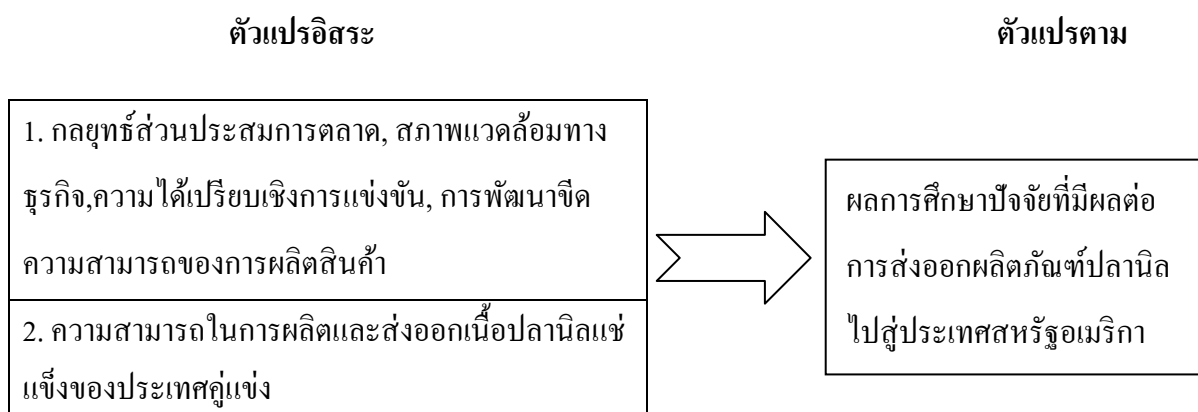 ตัวแปรอิสระ
ตัวแปรตาม
1. กลยุทธ์ส่วนประสมการตลาด, สภาพแวดล้อมทาง
ธุรกิจ,ความได้เปรียบเชิงการแข่งขัน, การพัฒนาขีด
ความสามารถของการผลิตสินค้า
2. ความสามารถในการผลิตและส่งออกเนื้อปลานิลแช่
แข็งของประเทศคู่แข่ง
ผลการศึกษาปัจจัยที่มีผลต่อ
การส่งออกผลิตภัณฑ์ปลานิล
ไปสู่ประเทศสหรัฐอเมริกา